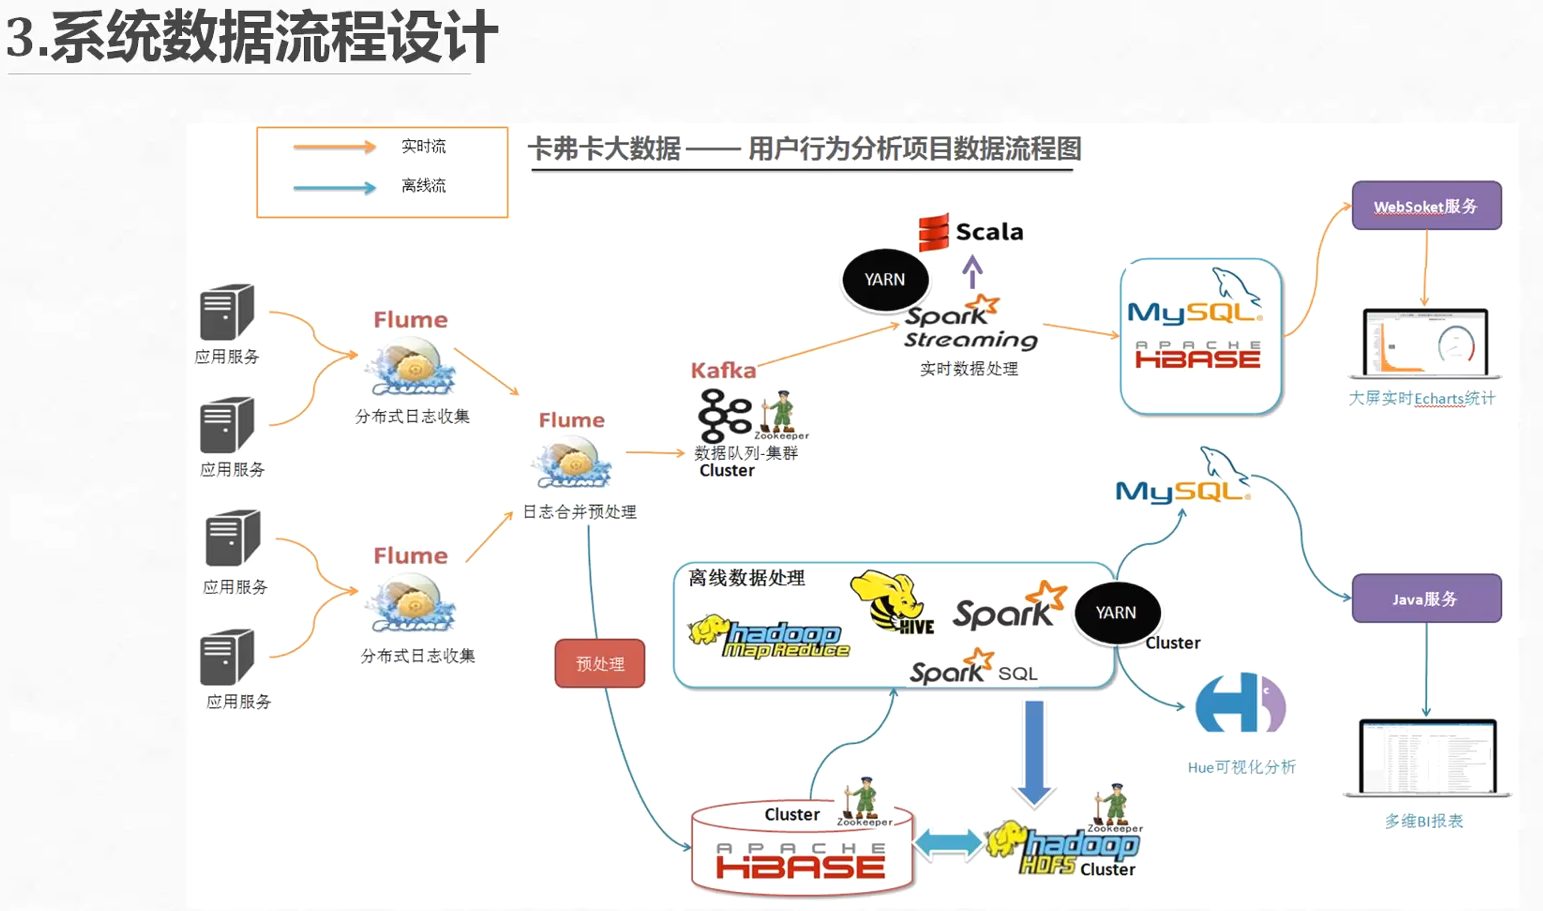 3.系统数据流程设计
实时流
离线流
卡弗卡大数据 —— 用户行为分析项目数据流程图
WebSoket服务
Scala
YARN
Spark
Streaming
实时数据处理
MySQL
APACHE
HBASE
大屏实时Echarts统计
应用服务
应用服务
应用服务
应用服务
Flume
FLUME
分布式日志收集
Flume
FLUME
分布式日志收集
Flume
FLUME
日志合并预处理
Kafka
Zookeeper
数据队列-集群
Cluster
MySQL
离线数据处理
HIVE
Spark
YARN
Cluster
hadoop
MapReduce
Spark SQL
预处理
Java服务
Hue可视化分析
多维BI报表
Cluster
Zookeeper
APACHE
HBASE
Zookeeper
hadoop
HDFS Cluster